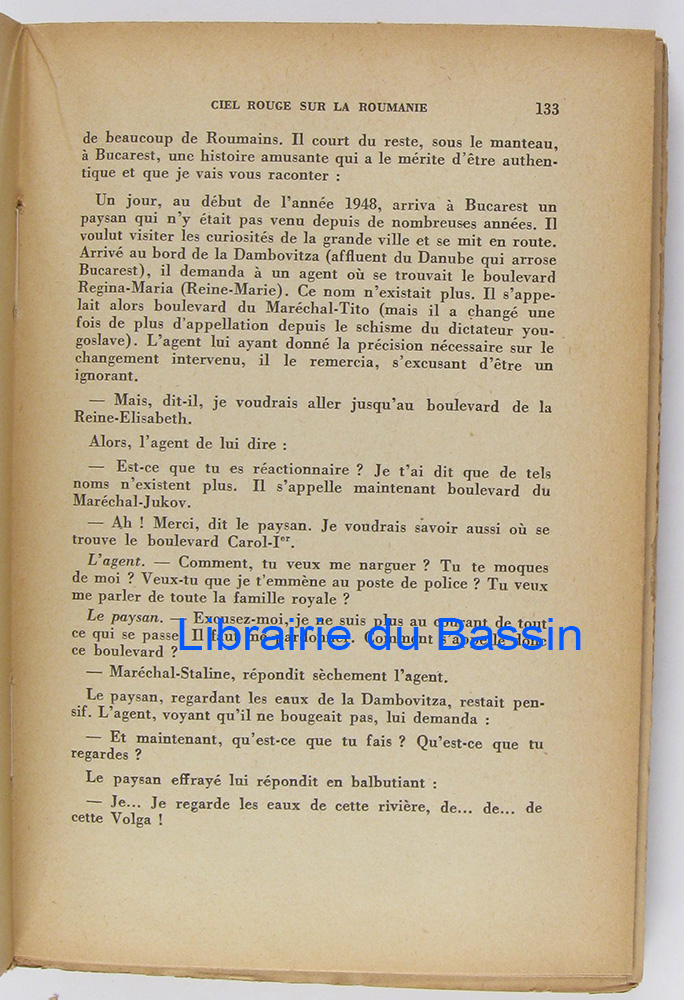 CIEL ROUGE SUR LA ROUMANIE 133
de beaucoup de Roumains. Il court du reste, sous le manteau,
à Bucarest, une histoire amusante qui a le mérite d'être authen-
tique et que je vais vous raconter :
Un jour, au début de l'année 1948, arriva à Bucarest un
paysan qui n'y était pas venu depuis de nombreuses années. Il
voulut visiter les curiosités de la grande ville et se mit en route.
Arrivé au bord de la Dambovitza (affluent du Danube qui arrose
Bucarest), il demanda à un agent où se trouvait le boulevard
Regina-Maria (Reine-Marie). Ce nom n'existait plus. Il s'appe-
lait alors boulevard du Maréchal-Tito (mais il a changé une
fois de plus d'appellation depuis le schisme du dictateur you-
goslave). L'agent lui ayant donné la précision nécessaire sur le
changement intervenu, il le remercia, s'excusant d'être un
ignorant.
— Mais, dit-il, je voudrais aller jusqu'au boulevard de la
Reine-Elisabeth.
Alors, l'agent de lui dire :
— Est-ce que tu es réactionnaire ? Je t'ai dit que de tels
noms n'existent plus. Il s'appelle maintenant boulevard du
Maréchal-Jukov.
— Ah ! Merci, dit le paysan. Je voudrais savoir aussi où se
trouve le boulevard Carol-Ier.
L'agent. — Comment, tu veux me narguer ? Tu te moques
de moi ? Veux-tu que je t'emmène au poste de police ? Tu veux
me parler de toute la famille royale ?
Le paysan. — Excusez-moi, je ne suis plus au courant de tout
ce qui se passe. Il faut me pardonner. Comment s'appelle donc
ce boulevard ?
Librairie du Bassin
— Maréchal-Staline, répondit sèchement l'agent.
Le paysan, regardant les eaux de la Dambovitza, restait pen-
sif. L'agent, voyant qu'il ne bougeait pas, lui demanda :
— Et maintenant, qu'est-ce que tu fais ? Qu'est-ce que tu
regardes ?
Le paysan effrayé lui répondit en balbutiant :
— Je... Je regarde les eaux de cette rivière, de... de... de
cette Volga !